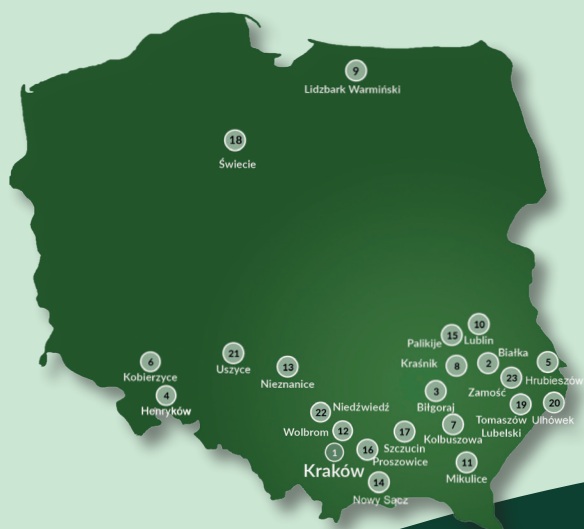 9
Lidzbark Warmiński
18
Świecie
10
15
Lublin
Palikije
21
Uszyce
6
Kobierzyce
13
Nieznanice
8
Kraśnik
2
Białka
5
Hrubieszów
23
Zamość
4
Henryków
3
Biłgoraj
19
Tomaszów
Lubelski
20
Ulhówek
22
Niedźwiedź
12
Wolbrom
7
Kolbuszowa
17
Szczucin
1
Kraków
16
Proszowice
11
Mikulice
14
Nowy Sącz